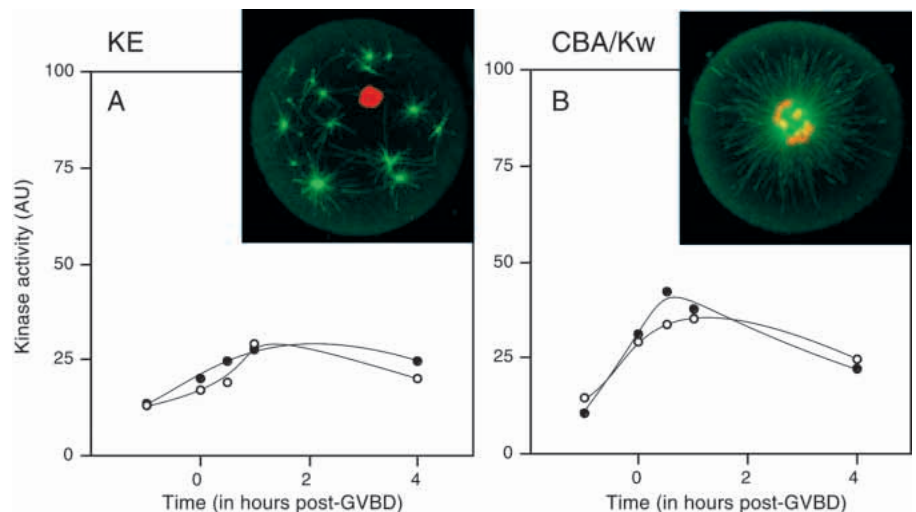 KE
CBA/Kw
A
B
100
75
50
25
0
100
75
50
25
0
Kinase activity (AU)
0 2 4
0 2 4
Time (in hours post-GVBD)
Time (in hours post-GVBD)